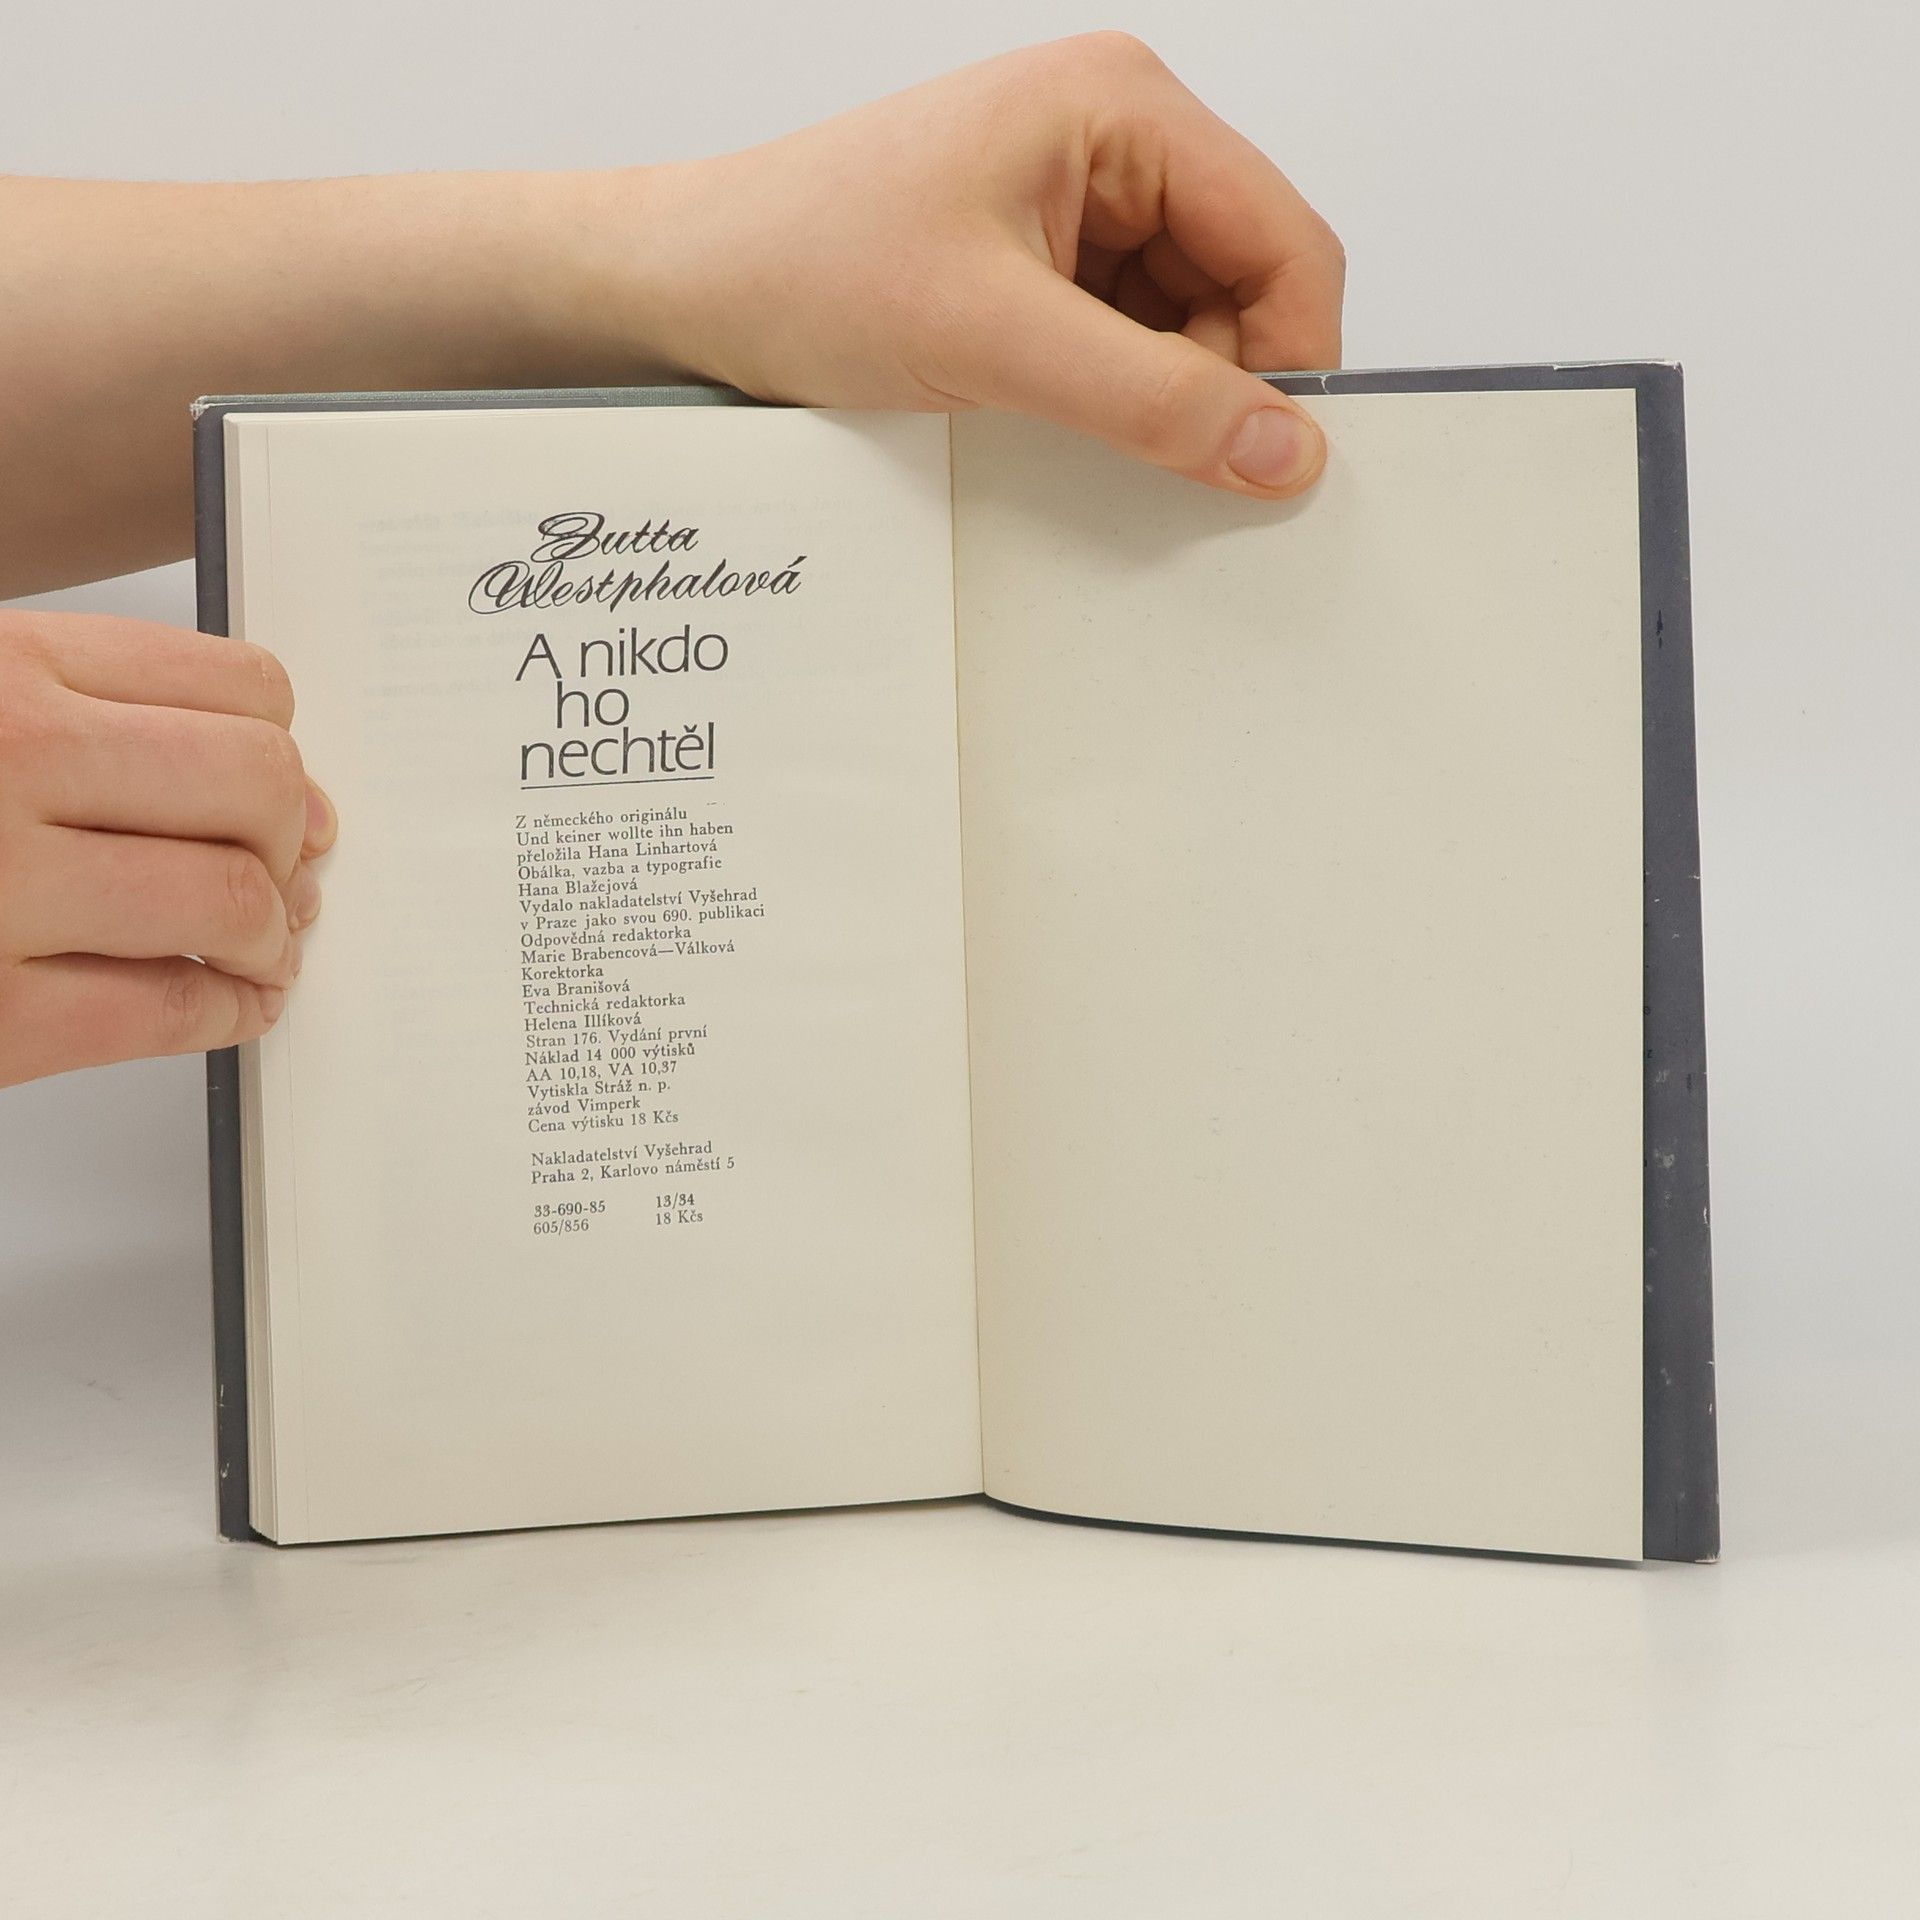 Jutta
Westphalová
A nikdo
ho
nechtěl
Z německého originálu
Und keiner wollte ihn haben
přeložila Hana Linhartová
Obálka, vazba a typografie
Hana Blažejová
Vydalo nakladatelství Vyšehrad
v Praze jako svou 690. publikaci
Odpovědná redaktorka
Marie Brabencová—Válková
Korektorka
Eva Branišová
Technická redaktorka
Helena Illíková
Stran 176. Vydání první
Náklad 14 000 výtisků
AA 10,18, VA 10,37
Vytiskla Stráž n. p.
závod Vimperk
Cena výtisku 18 Kčs
Nakladatelství Vyšehrad
Praha 2, Karlovo náměstí 5
33-690-85 13/34
605/856 18 Kčs